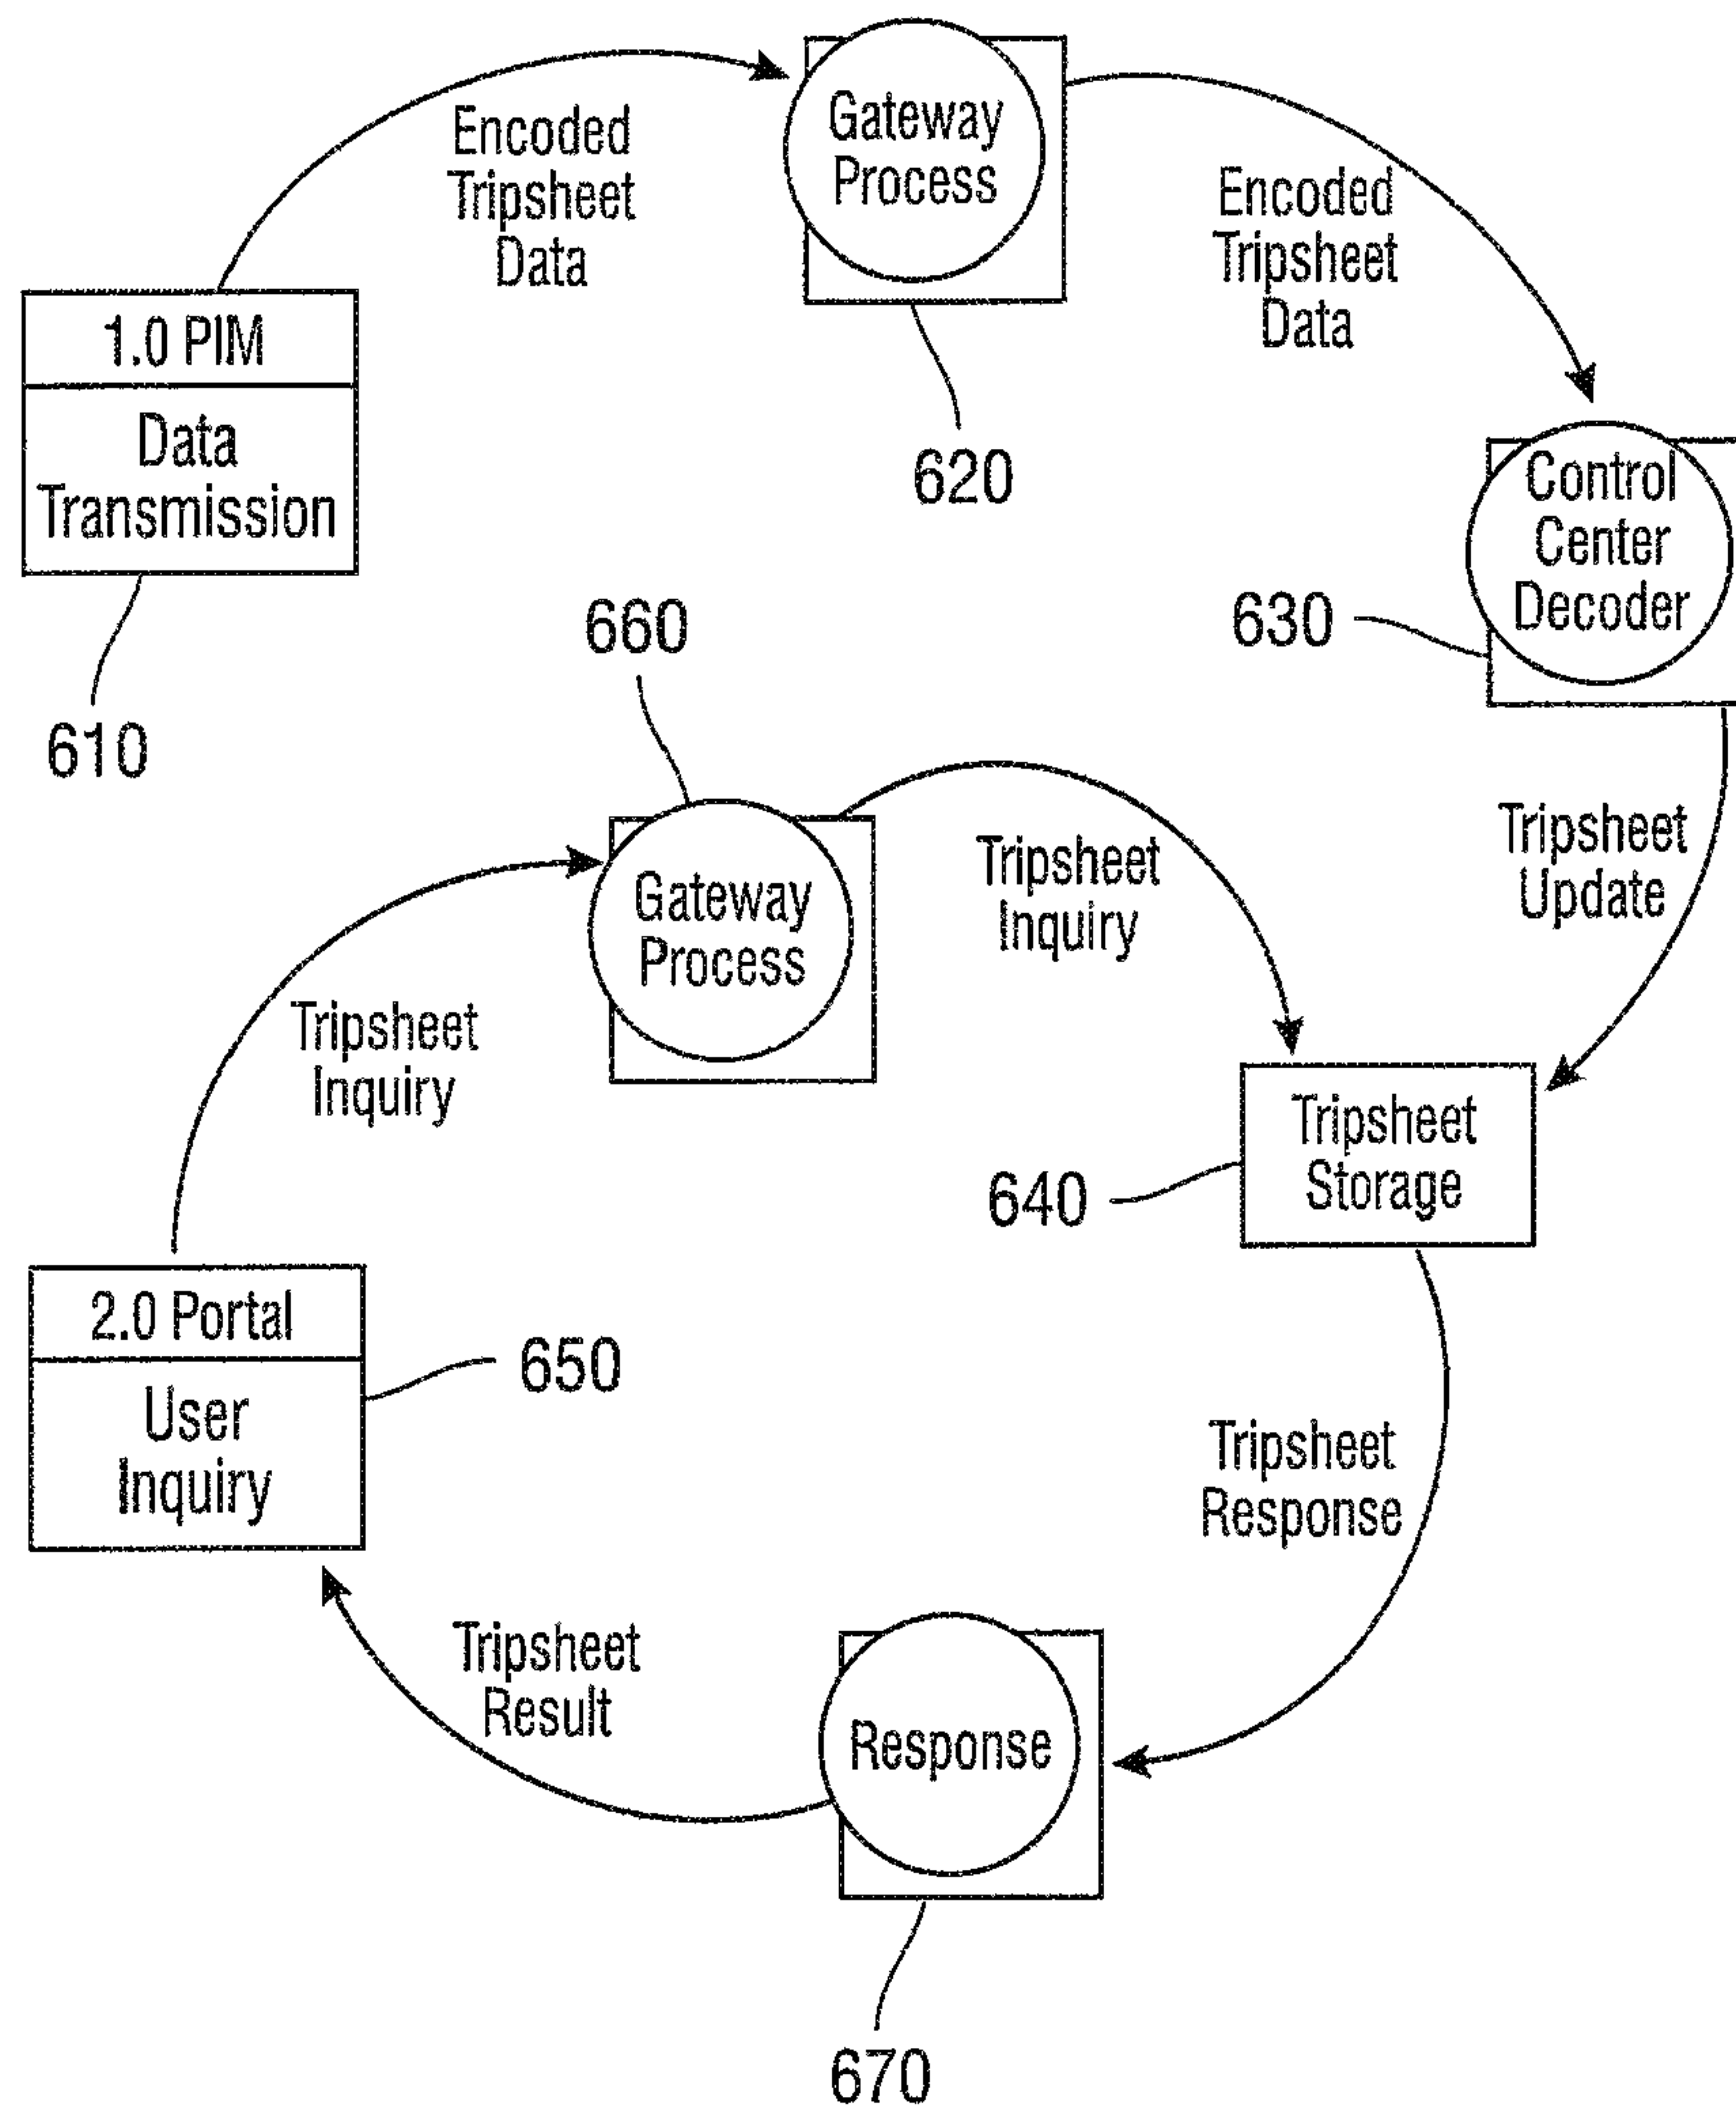 Gateway
Process
Encoded
Tripsheet
Data
Encoded
Tripsheet
Data
1.0 PIM
Data
Transmission
620
Control
Center
Decoder
630
610
660
Tripsheet
Update
Gateway
Process
Tripsheet
Inquiry
Tripsheet
Inquiry
Tripsheet
Storage
640
2.0 Portal
User
Inquiry
650
Tripsheet
Response
Tripsheet
Result
Response
670